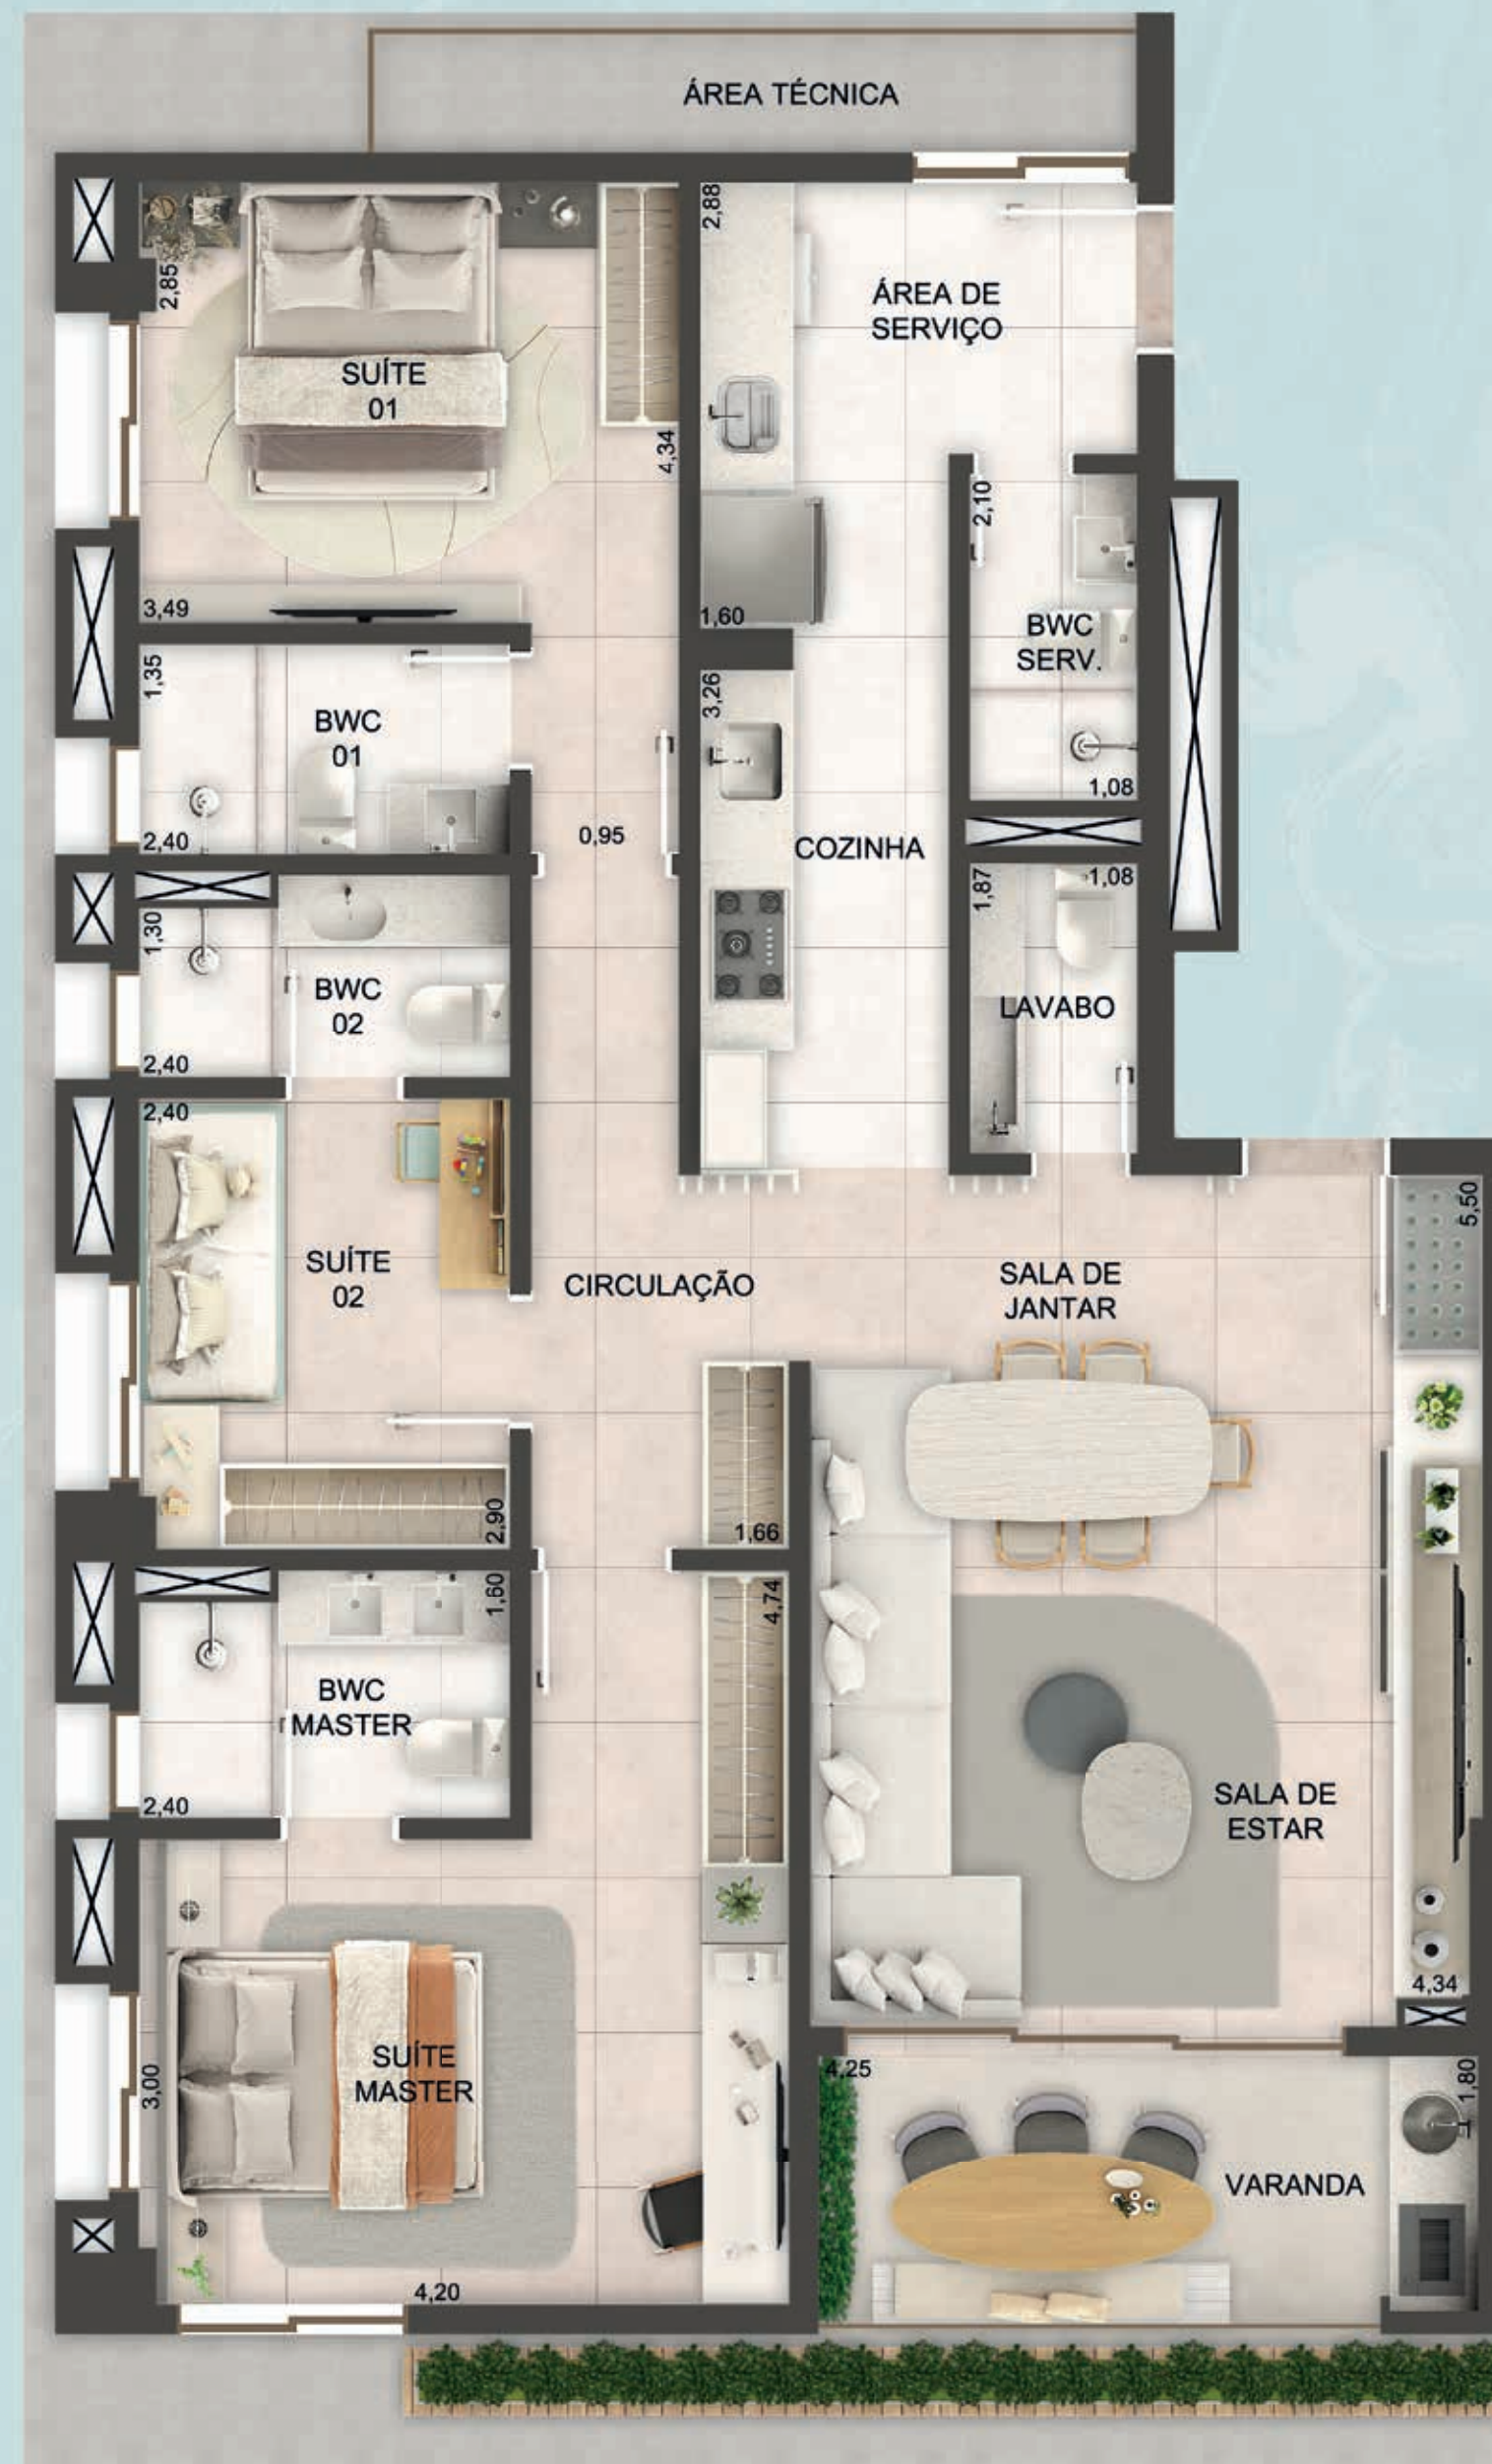 ÁREA TÉCNICA
2,88
2,85
ÁREA DE
SERVIÇO
SUÍTE
01
4,34
2,10
3,49
1,60
BWC
SERV.
1,35
3,26
BWC
01
1,08
2,40
0,95
COZINHA
1,87
1,08
1,30
BWC
02
LAVABO
2,40
2,40
5,50
SUÍTE
02
CIRCULAÇÃO
SALA DE
JANTAR
2,90
1,66
1,60
4,74
BWC
MASTER
2,40
SALA DE
ESTAR
4,34
SUÍTE
MASTER
3,00
4,25
1,80
VARANDA
4,20